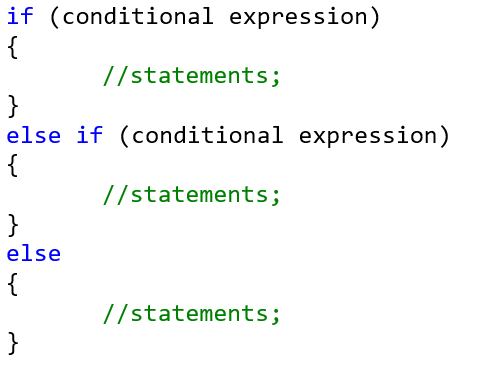 if (conditional expression)
{
        //statements;
}
else if (conditional expression)
{
        //statements;
}
else
{
        //statements;
}